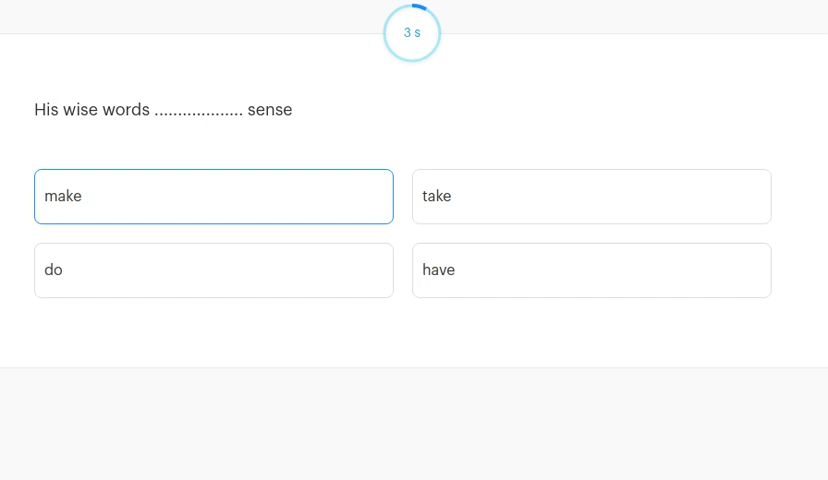 3 s
His wise words ................... sense
make
take
do
have